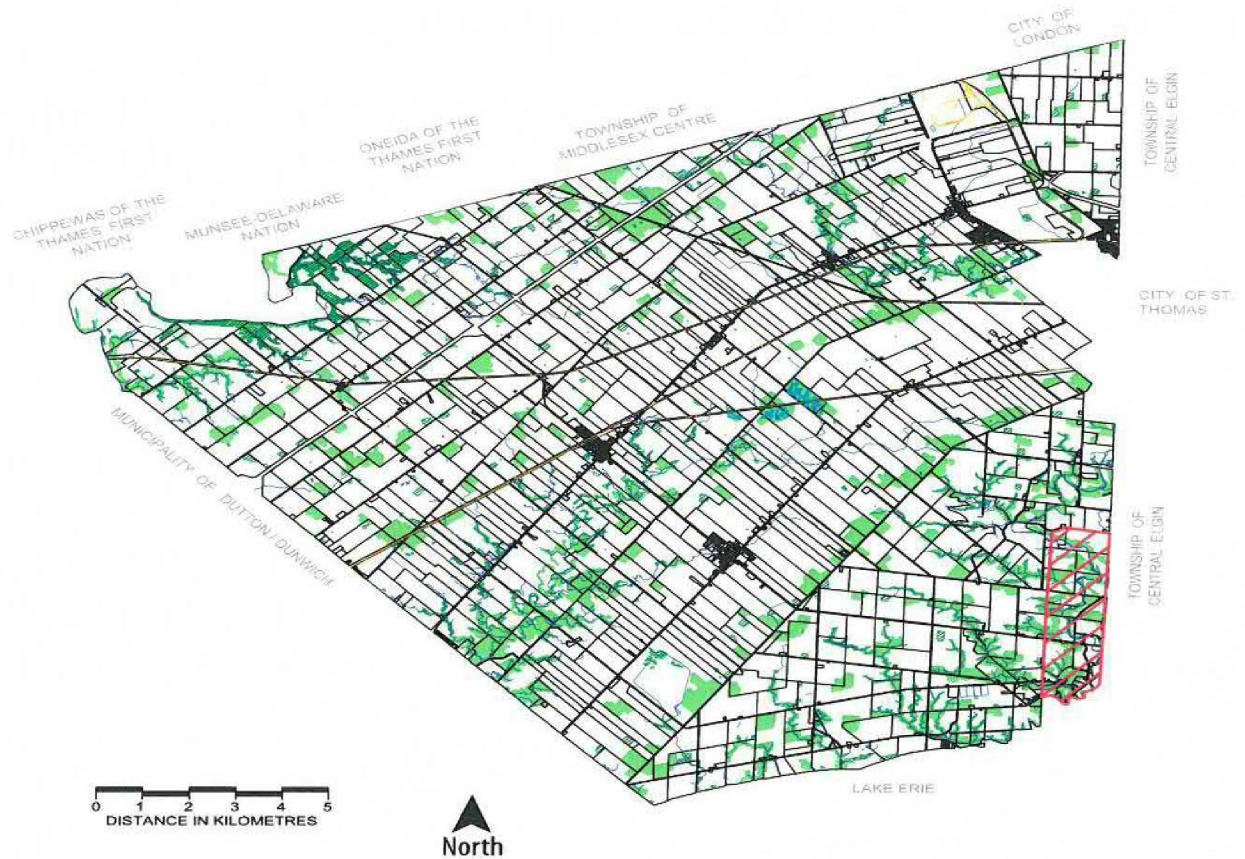 CITY OF
LONDON
TOWNSHIP OF
CENTRAL ELGIN
TOWNSHIP OF
MIDDLESEX CENTRE
ONEIDA OF THE
THAMES FIRST
NATION
MUNSEE-DELAWARE
NATION
CHIPPEWAS OF THE
THAMES FIRST
NATION
CITY OF ST.
THOMAS
MUNICIPALITY OF DUTTON / DUNWICH
TOWNSHIP OF
CENTRAL ELGIN
LAKE ERIE
0 1 2 3 4 5
DISTANCE IN KILOMETRES
North